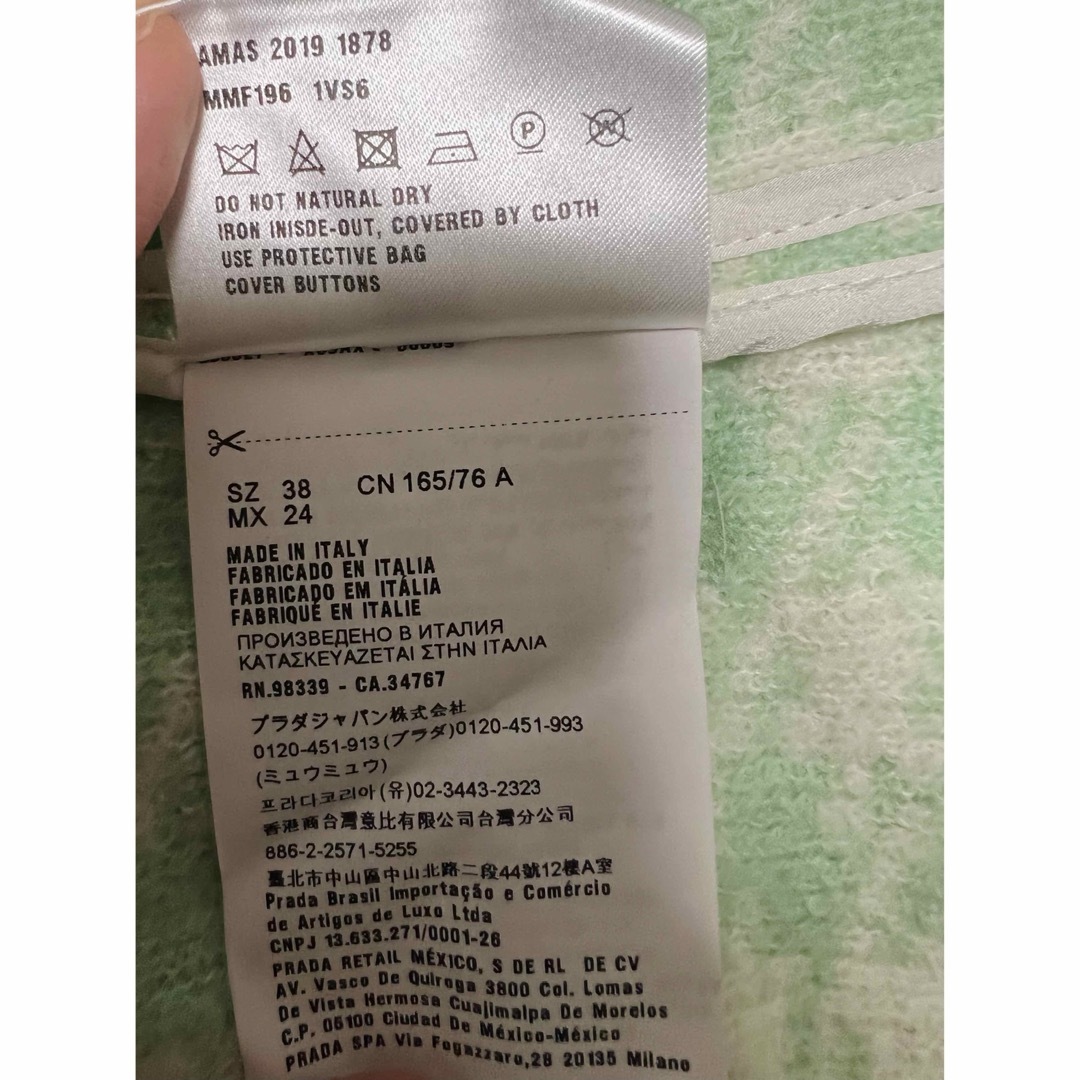 AMAS 2019 1878
MMF196 1VS6
P
W
DO NOT NATURAL DRY
IRON INISDE-OUT, COVERED BY CLOTH
USE PROTECTIVE BAG
COVER BUTTONS
SZ 38 CN 165/76 A
MX 24
MADE IN ITALY
FABRICADO EN ITALIA
FABRICADO EM ITÁLIA
FABRIQUÉ EN ITALIE
ПРОИЗВЕДЕНО В ИТАЛИЯ
ΚΑΤΑΣΚΕΥΑΖΕΤΑΙ ΣΤΗΝ ΙΤΑΛΙΑ
RN.98339 - CA.34767
プラダジャパン株式会社
0120-451-913(プラダ)0120-451-993
(ミュウミュウ)
프라다코리아(유)02-3443-2323
香港商台灣意比有限公司台灣分公司
886-2-2571-5255
臺北市中山區中山北路二段44號12樓A室
Prada Brasil Importação e Comércio
de Artigos de Luxo Ltda
CNPJ 13.633.271/0001-26
PRADA RETAIL MÉXICO, S DE RL DE CV
AV. Vasco De Quiroga 3800 Col. Lomas
De Vista Hermosa Cuajimalpa De Morelos
C.P. 05100 Ciudad De México-México
PRADA SPA Via Fogazzaro,28 20135 Milano